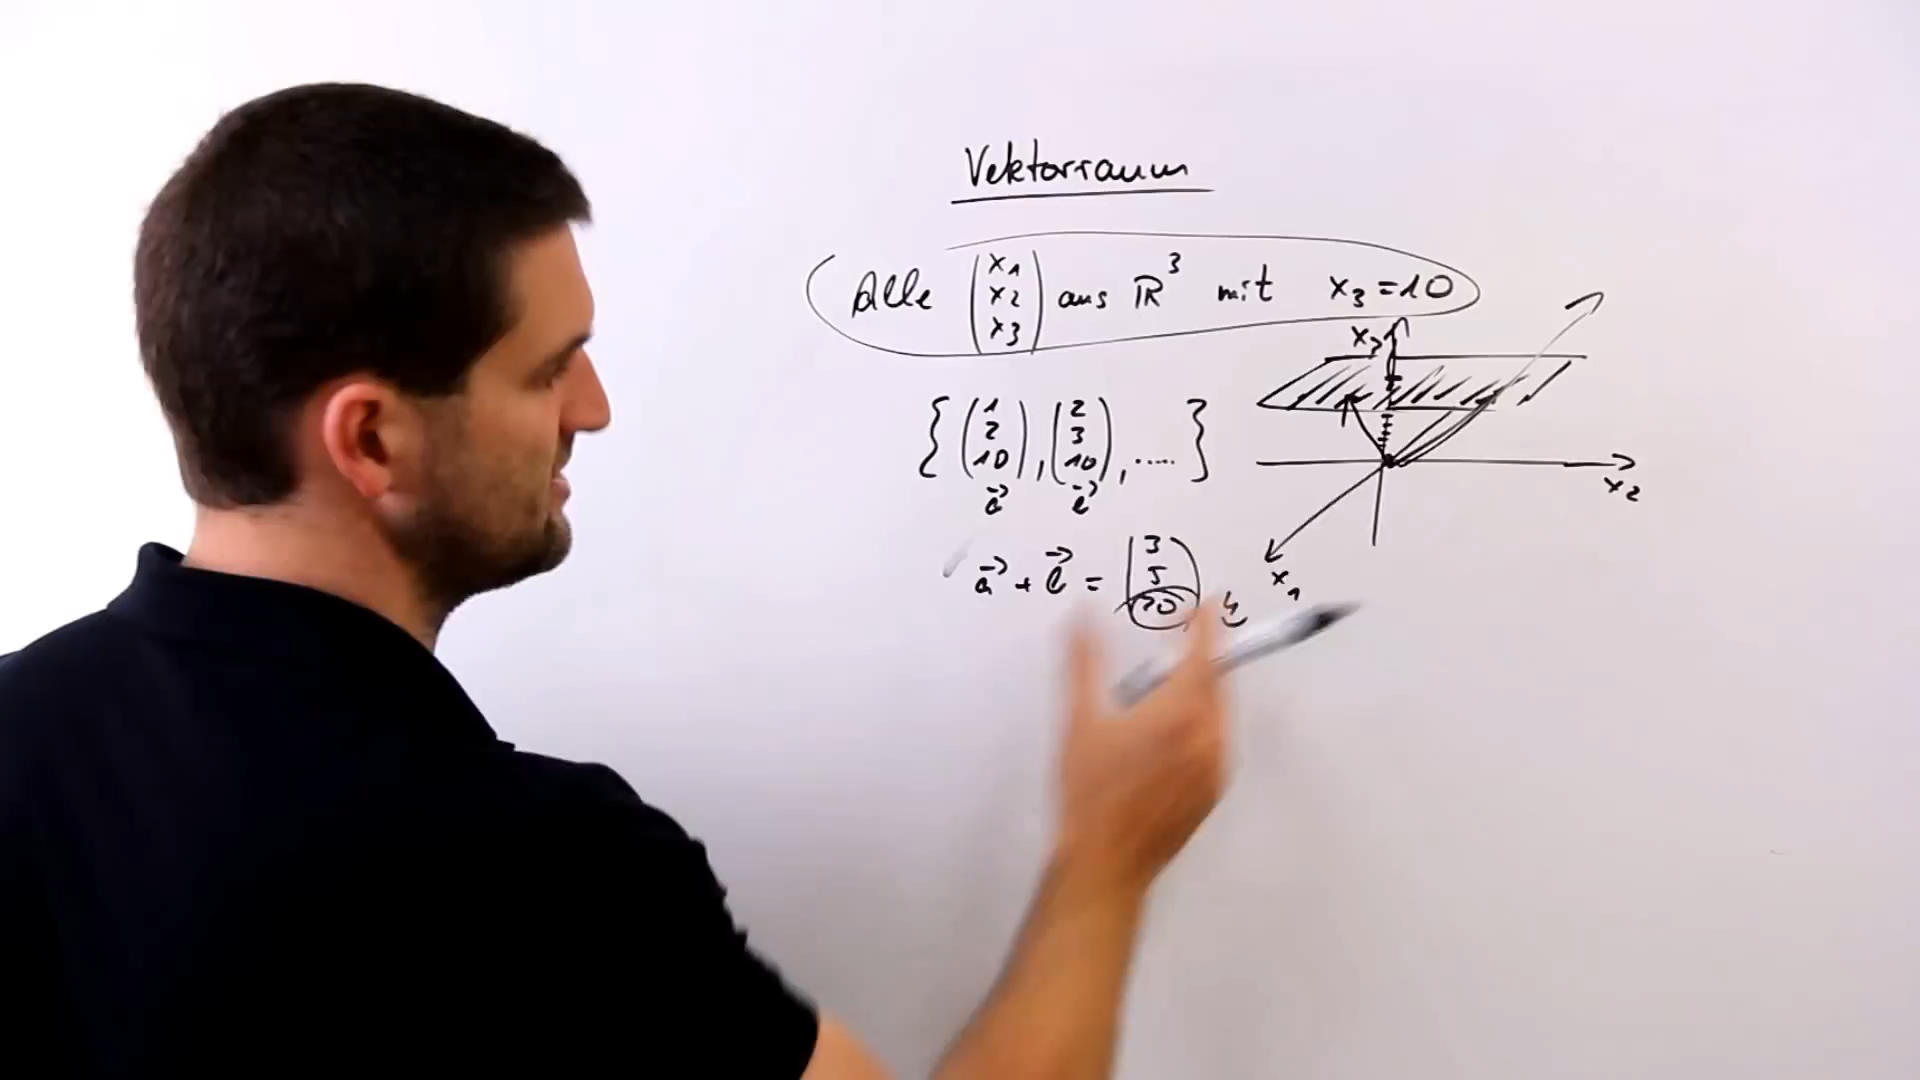 Vektorraum
Alle (x₁ x₂ x₃) aus ℝ³ mit x₃ = 10
x₃
{ (1 2 10), (2 3 10), ..... }
x₂
a⃗ b⃗
a⃗ + b⃗ = (3 5 20) ↯
x₁